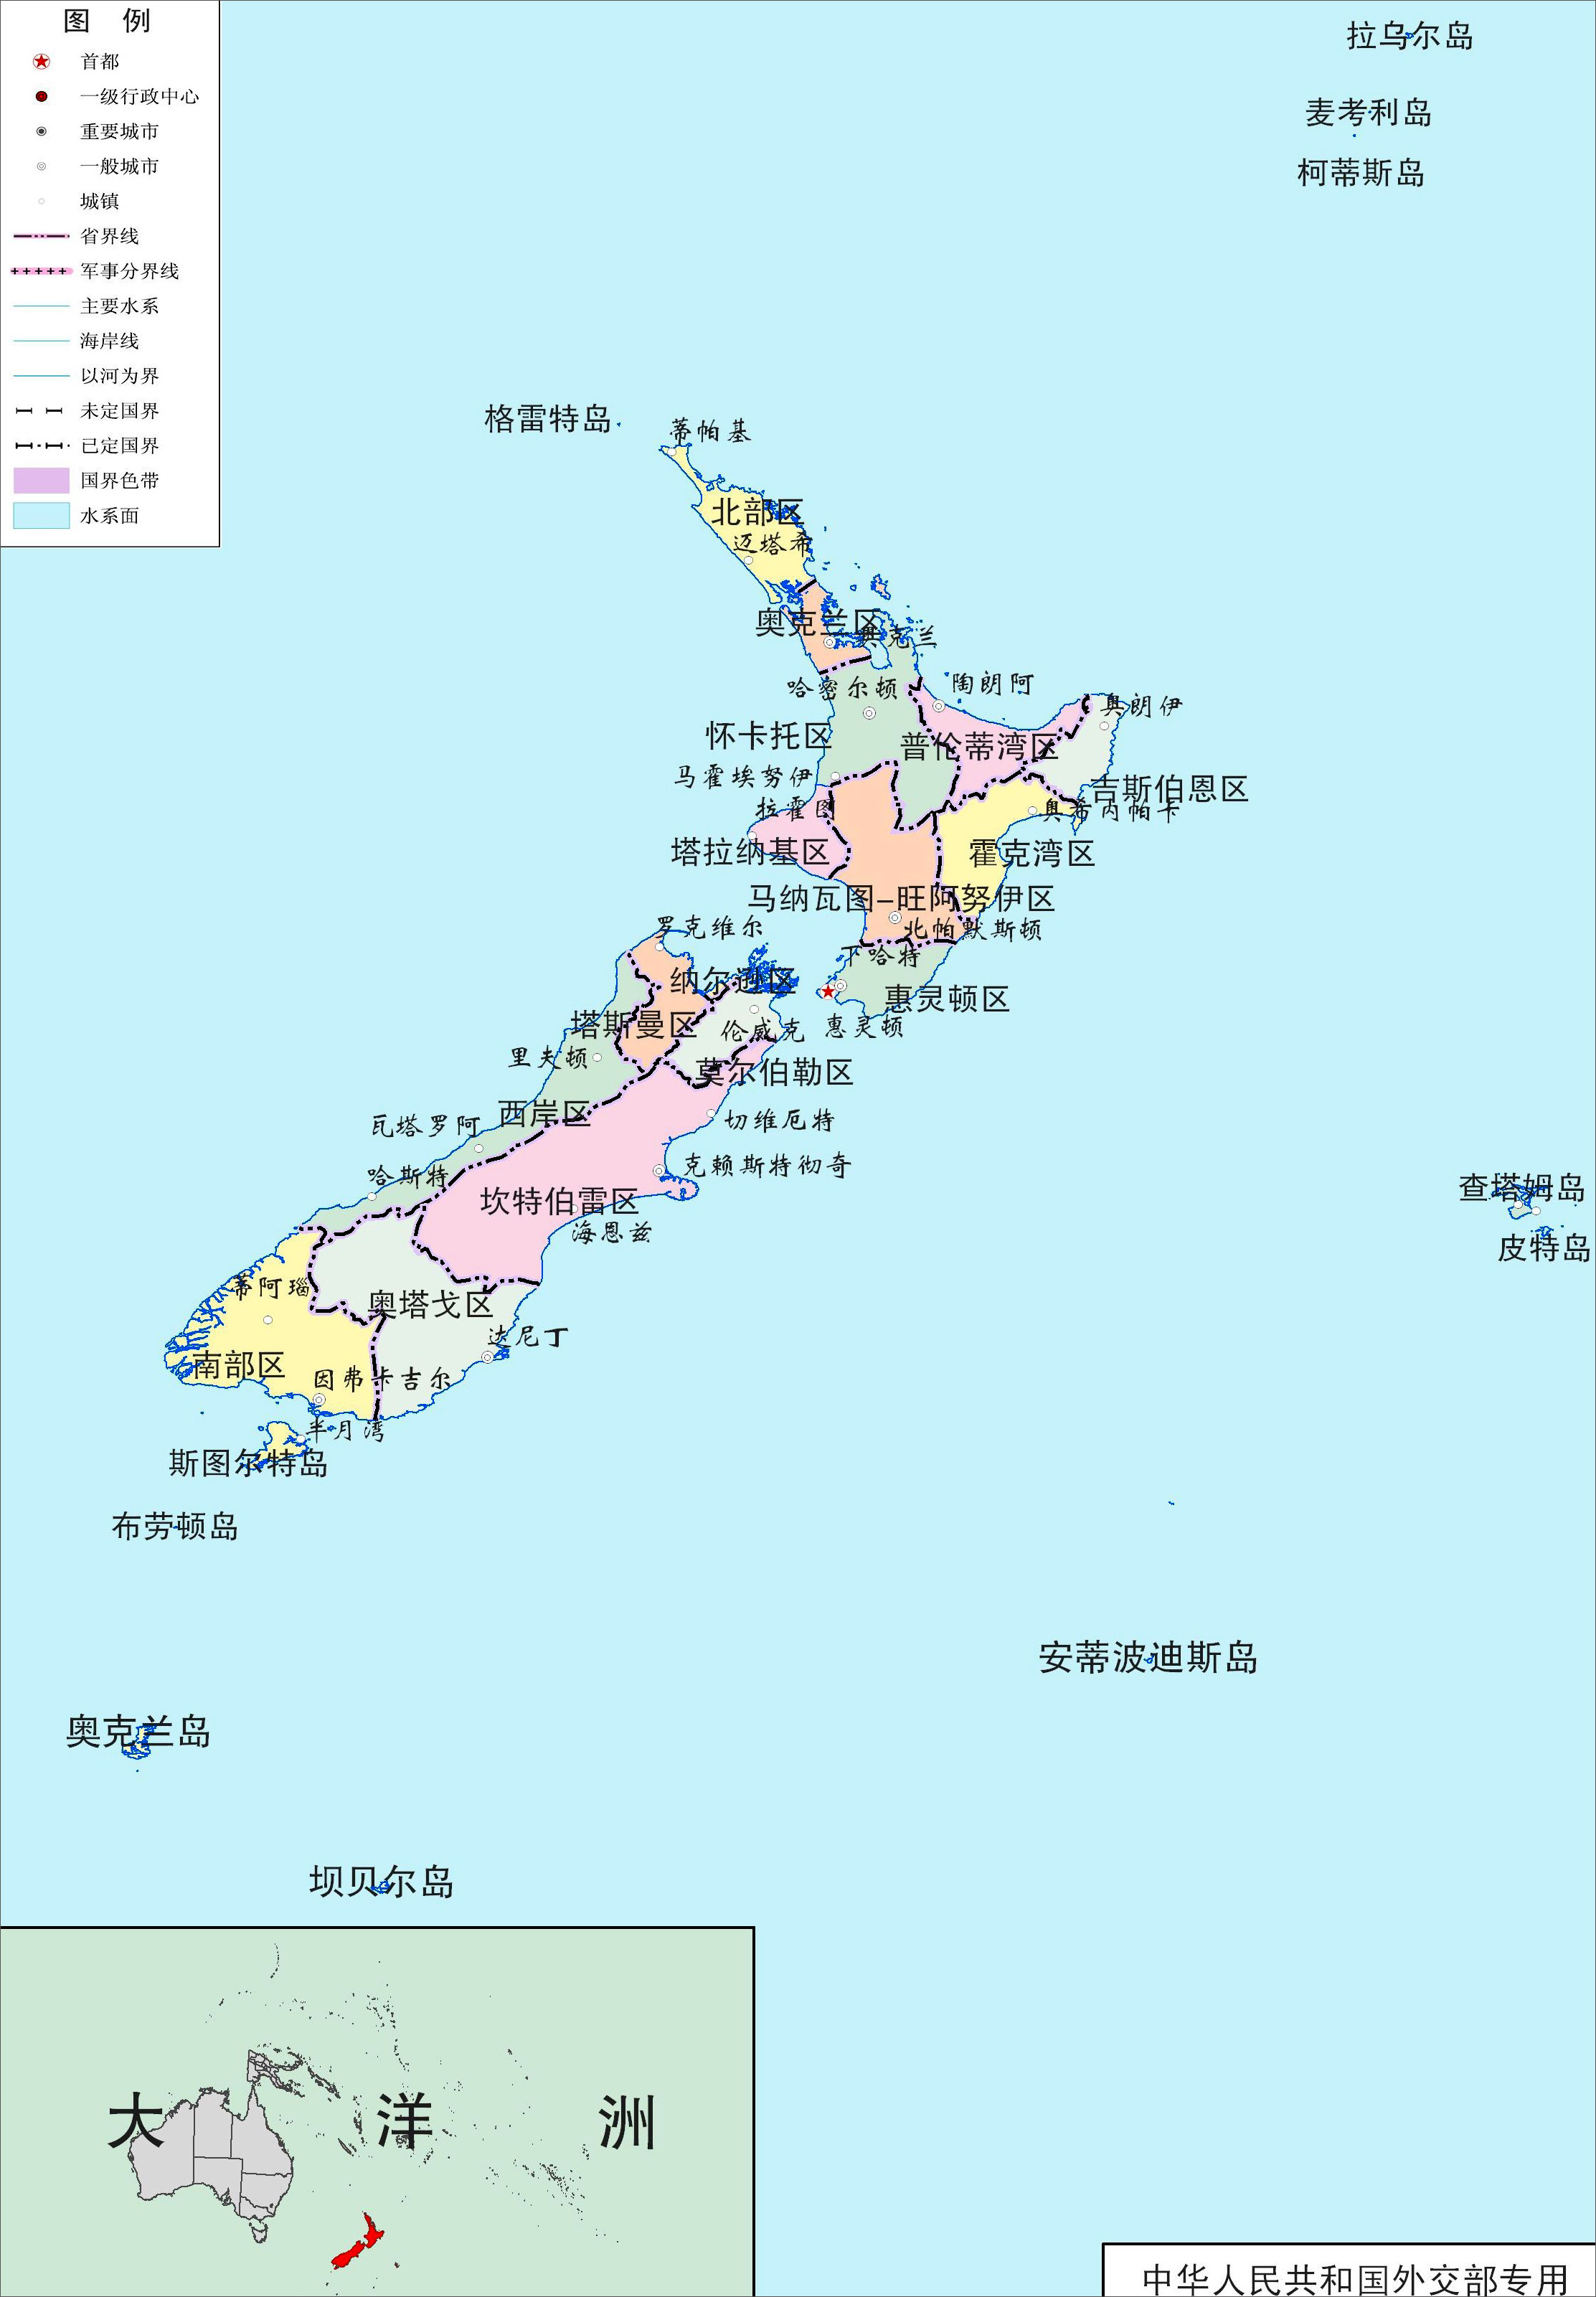 图 例
首都
一级行政中心
重要城市
一般城市
城镇
省界线
军事分界线
主要水系
海岸线
以河为界
未定国界
已定国界
国界色带
水系面
拉乌尔岛
麦考利岛
柯蒂斯岛
格雷特岛
蒂帕基
北部区
迈塔希
奥克兰区
奥克兰
哈密尔顿
陶朗阿
奥朗伊
怀卡托区
普伦蒂湾区
马霍埃努伊
吉斯伯恩区
拉霍图
奥希内帕卡
塔拉纳基区
霍克湾区
马纳瓦图-旺阿努伊区
罗克维尔
北帕默斯顿
下哈特
纳尔逊区
惠灵顿区
塔斯曼区
伦威克
惠灵顿
里夫顿
莫尔伯勒区
西岸区
瓦塔罗阿
切维厄特
克赖斯特彻奇
哈斯特
坎特伯雷区
查塔姆岛
海恩兹
皮特岛
蒂阿瑙
奥塔戈区
达尼丁
南部区
因弗卡吉尔
半月湾
斯图尔特岛
布劳顿岛
安蒂波迪斯岛
奥克兰岛
坝贝尔岛
大 洋 洲
中华人民共和国外交部专用